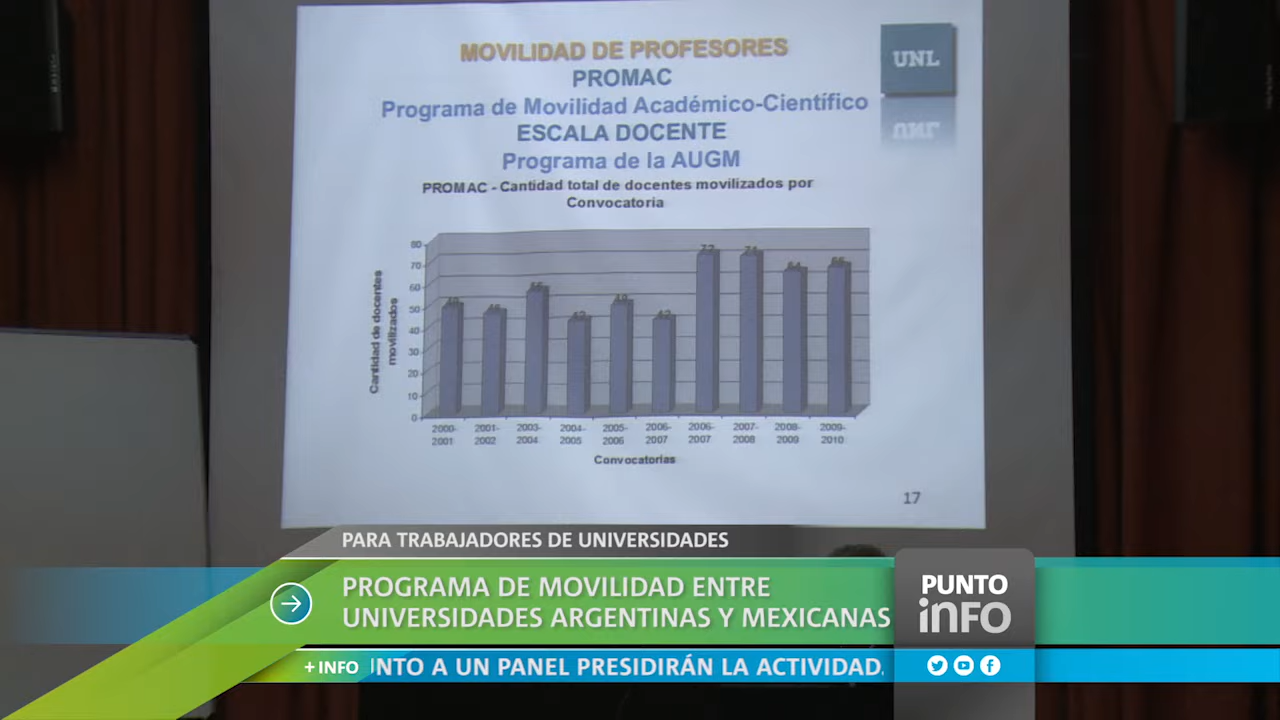 MOVILIDAD DE PROFESORES
PROMAC
Programa de Movilidad Académico-Científico
ESCALA DOCENTE
Programa de la AUGM
UNL
PROMAC - Cantidad total de docentes movilizados por
Convocatoria
Cantidad de docentes
movilizados
80
70
60
50
40
30
20
10
0
72
71
64
2000-
2001
2001-
2002
2003-
2004
2004-
2005
2005-
2006
2006-
2007
2006-
2007
2007-
2008
2008-
2009
2009-
2010
Convocatorias
17
PARA TRABAJADORES DE UNIVERSIDADES
PROGRAMA DE MOVILIDAD ENTRE
UNIVERSIDADES ARGENTINAS Y MEXICANAS
PUNTO
iNFO
+ INFO
UNTO A UN PANEL PRESIDIRÁN LA ACTIVIDAD.